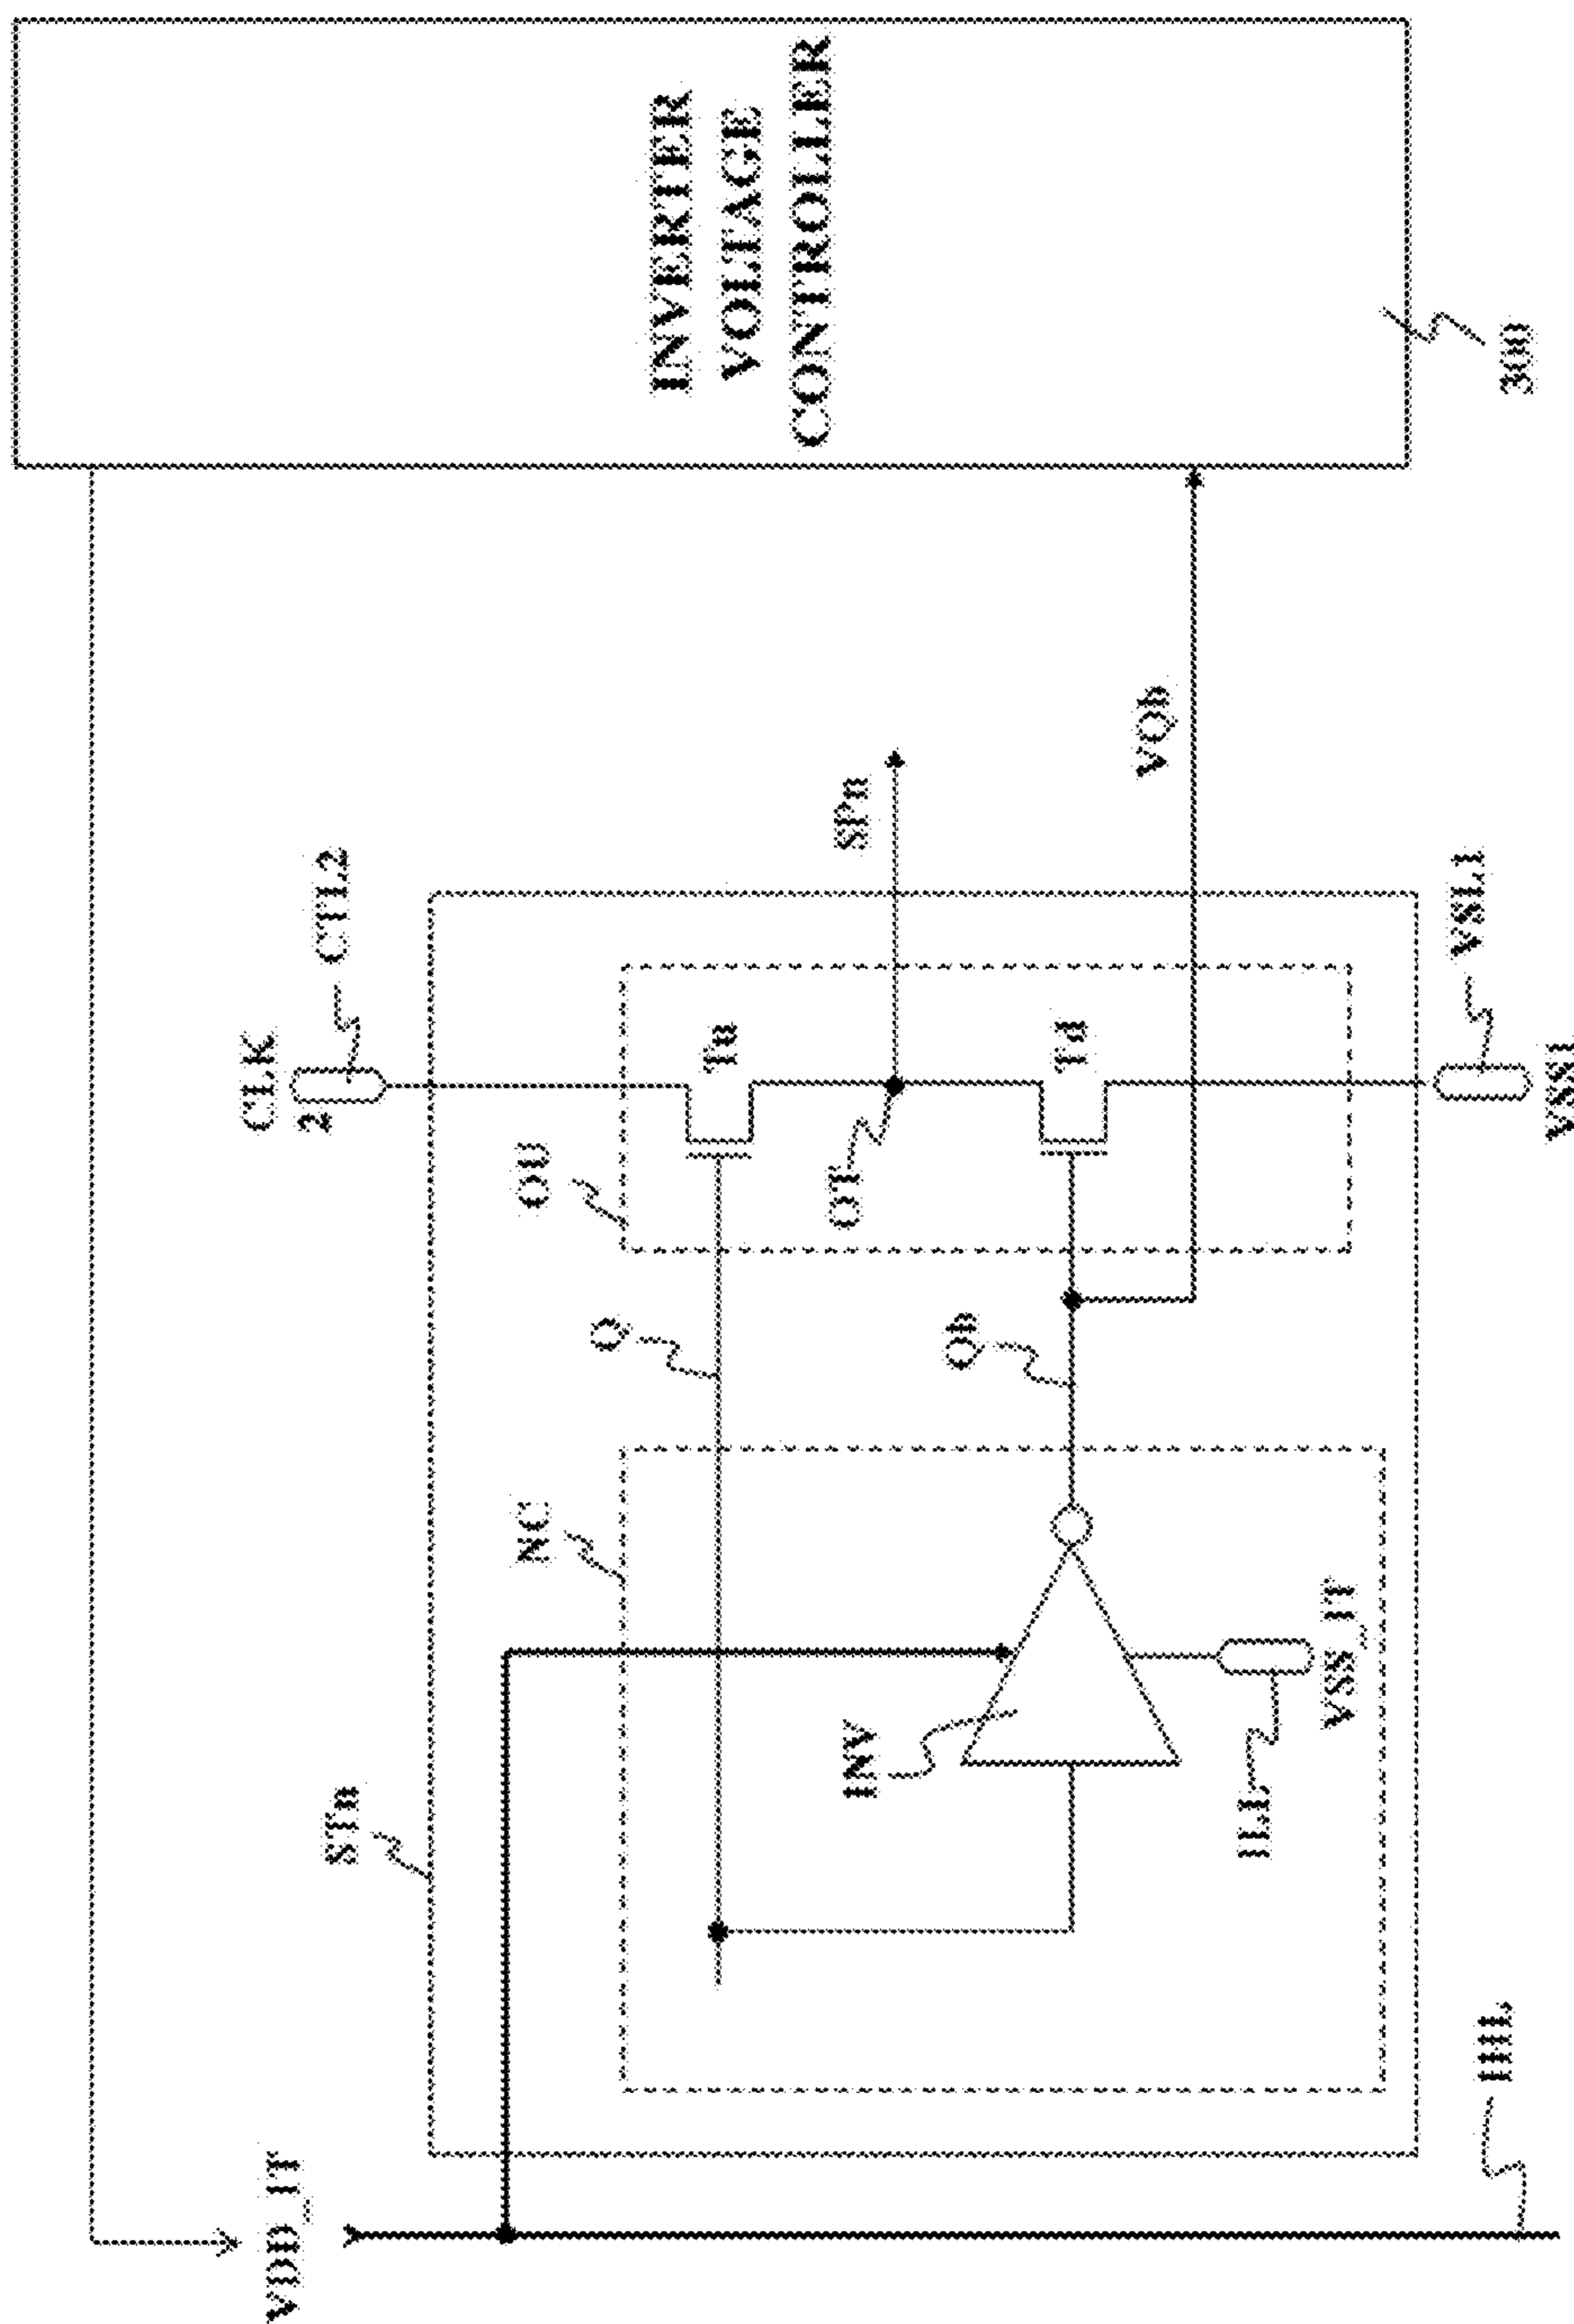 INVERTER
VOLTAGE
CONTROLLER
300
CLK
2
CTL2
OU
Tu
SPn
OT
Td
VQb
VSL1
VSS1
Q
Qb
NC
INV
VSS_IT
ILL
STn
VDD_IT
IHL